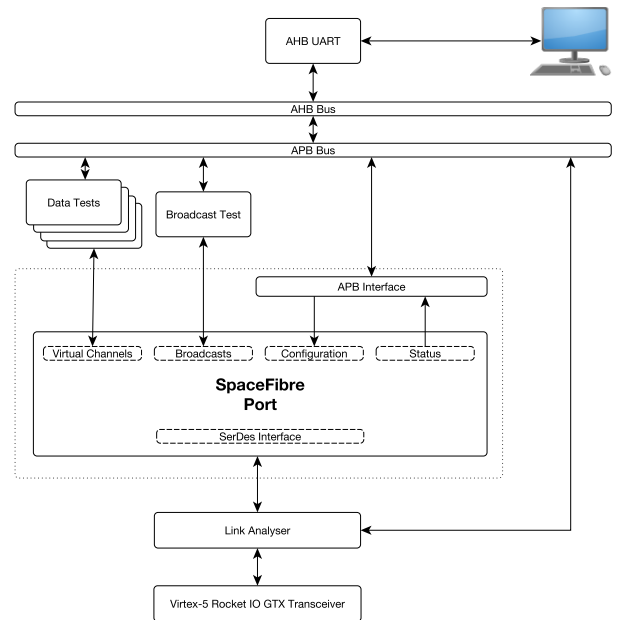 AHB UART
AHB Bus
APB Bus
Data Tests
Broadcast Test
APB Interface
Virtual Channels
Broadcasts
Configuration
Status
SpaceFibre
Port
SerDes Interface
Link Analyser
Virtex-5 Rocket IO GTX Transceiver